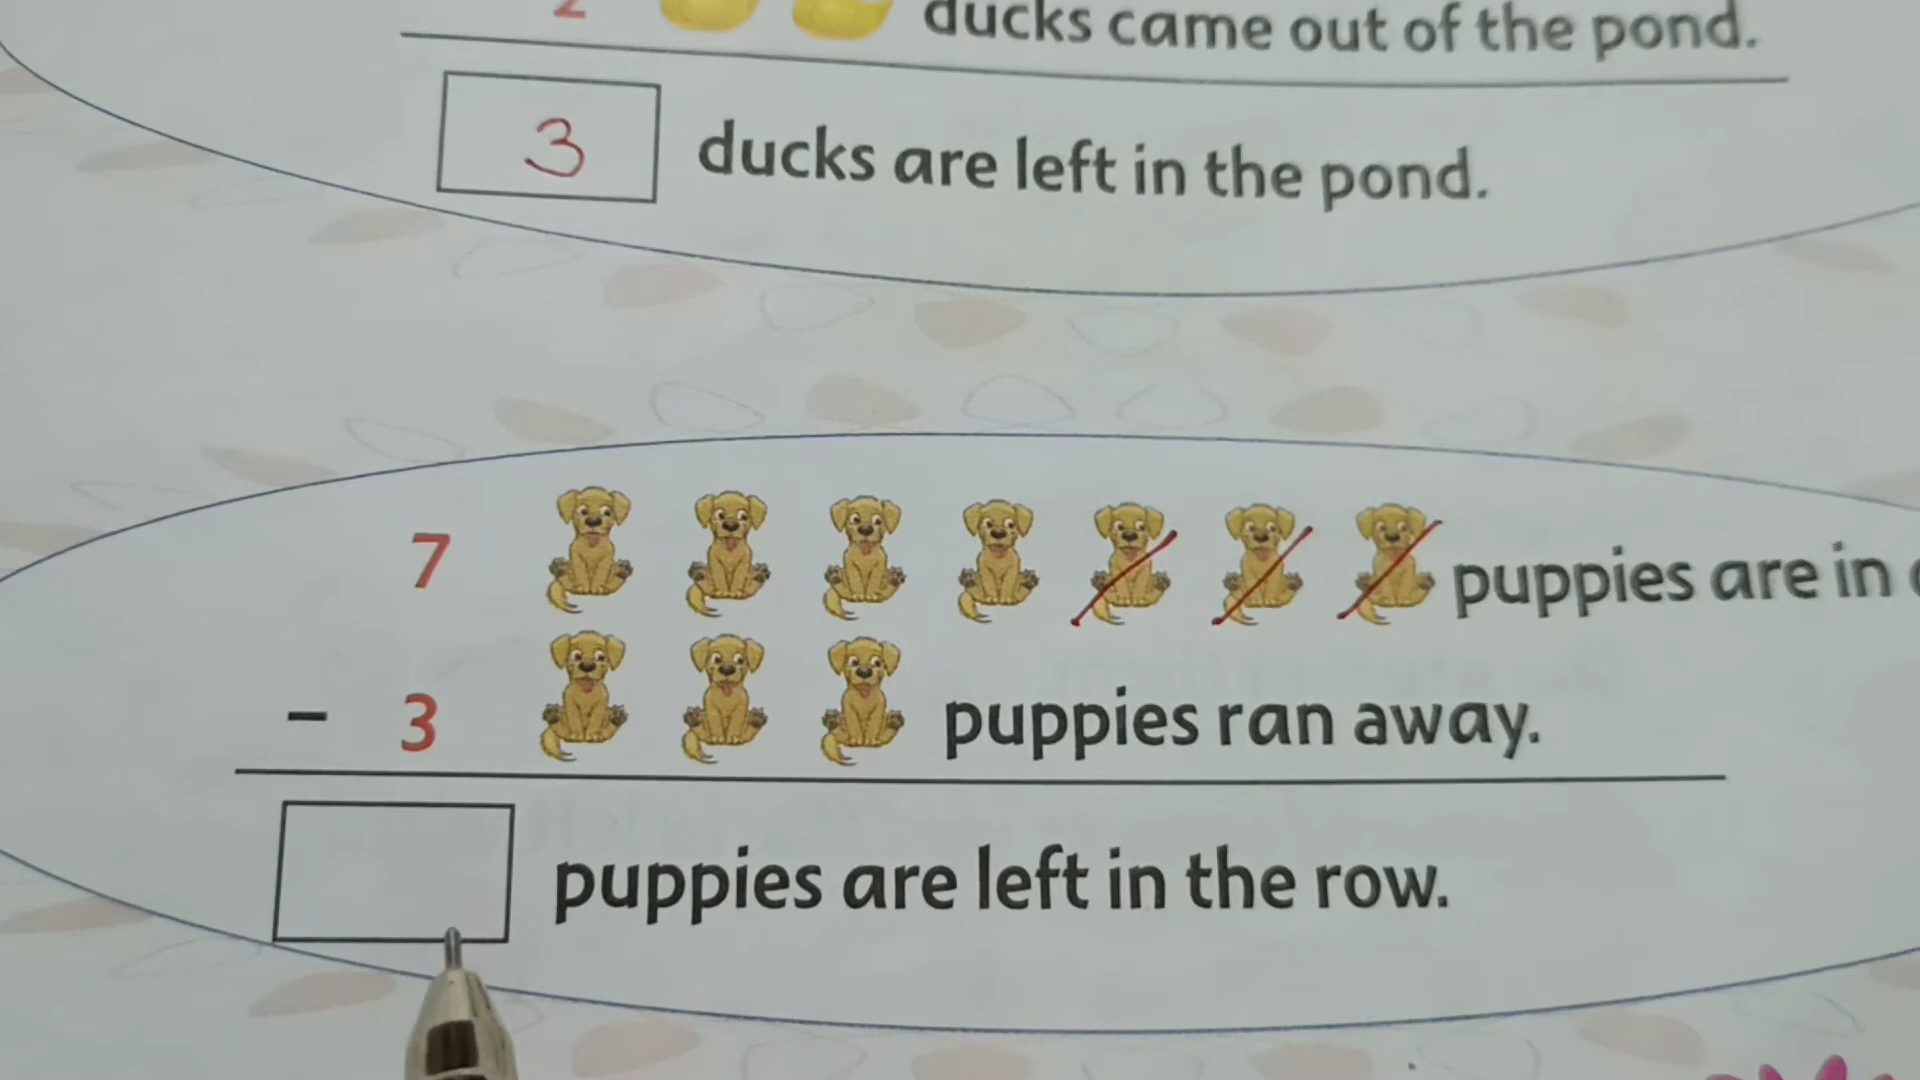 2 ducks came out of the pond.
3 ducks are left in the pond.
7 puppies are in
- 3 puppies ran away.
puppies are left in the row.